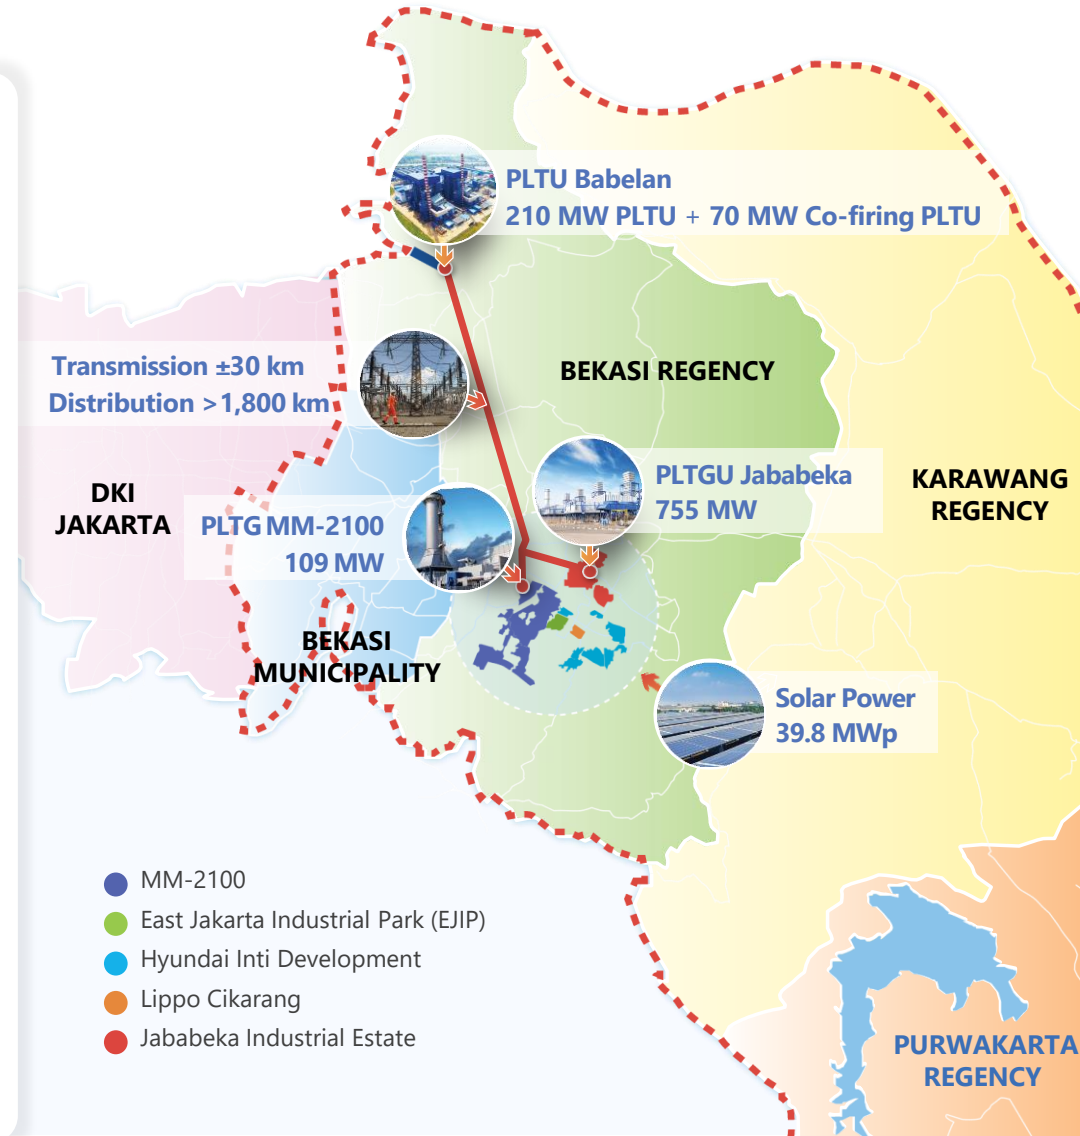 PLTU Babelan
210 MW PLTU + 70 MW Co-firing PLTU
Transmission ±30 km
Distribution >1,800 km
BEKASI REGENCY
PLTGU Jababeka
755 MW
KARAWANG
REGENCY
DKI
JAKARTA
PLTG MM-2100
109 MW
BEKASI
MUNICIPALITY
Solar Power
39.8 MWp
MM-2100
East Jakarta Industrial Park (EJIP)
Hyundai Inti Development
Lippo Cikarang
Jababeka Industrial Estate
PURWAKARTA
REGENCY